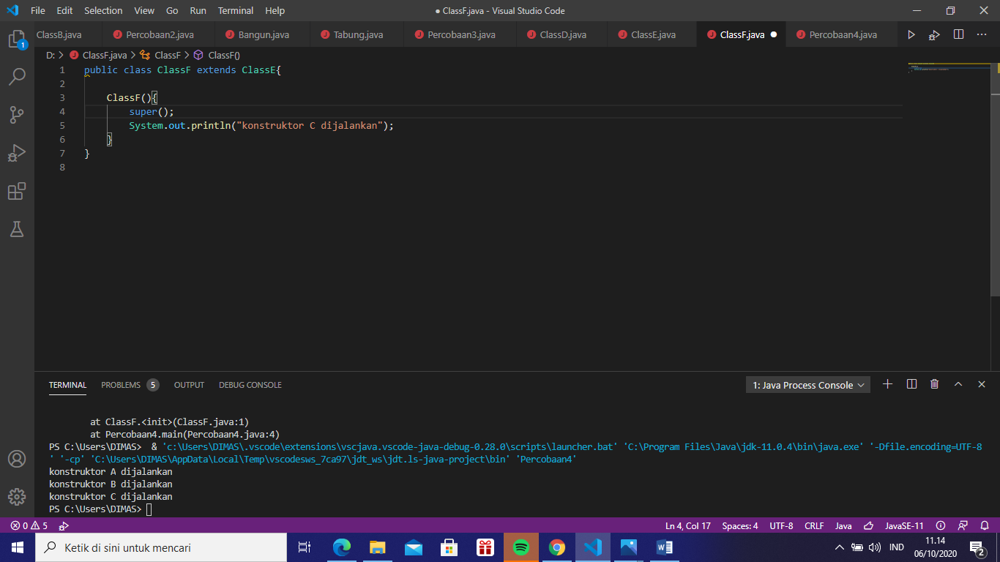 File Edit Selection View Go Run Terminal Help ● ClassF.java - Visual Studio Code
ClassB.java Percobaan2.java Bangun.java Tabung.java Percobaan3.java ClassD.java ClassE.java ClassF.java Percobaan4.java
D: > ClassF.java > ClassF > ClassF()
1 public class ClassF extends ClassE{
2
3 ClassF(){
4 super();
5 System.out.println("konstruktor C dijalankan");
6 }
7 }
8
1
TERMINAL PROBLEMS 5 OUTPUT DEBUG CONSOLE 1: Java Process Console
at ClassF.<init>(ClassF.java:1)
at Percobaan4.main(Percobaan4.java:4)
PS C:\Users\DIMAS> & 'c:\Users\DIMAS\.vscode\extensions\vscjava.vscode-java-debug-0.28.0\scripts\launcher.bat' 'C:\Program Files\Java\jdk-11.0.4\bin\java.exe' '-Dfile.encoding=UTF-8
' '-cp' 'C:\Users\DIMAS\AppData\Local\Temp\vscodesws_7ca97\jdt_ws\jdt.ls-java-project\bin' 'Percobaan4'
konstruktor A dijalankan
konstruktor B dijalankan
konstruktor C dijalankan
PS C:\Users\DIMAS>
0 5 Ln 4, Col 17 Spaces: 4 UTF-8 CRLF Java JavaSE-11
Ketik di sini untuk mencari
IND
11.14
06/10/2020
2